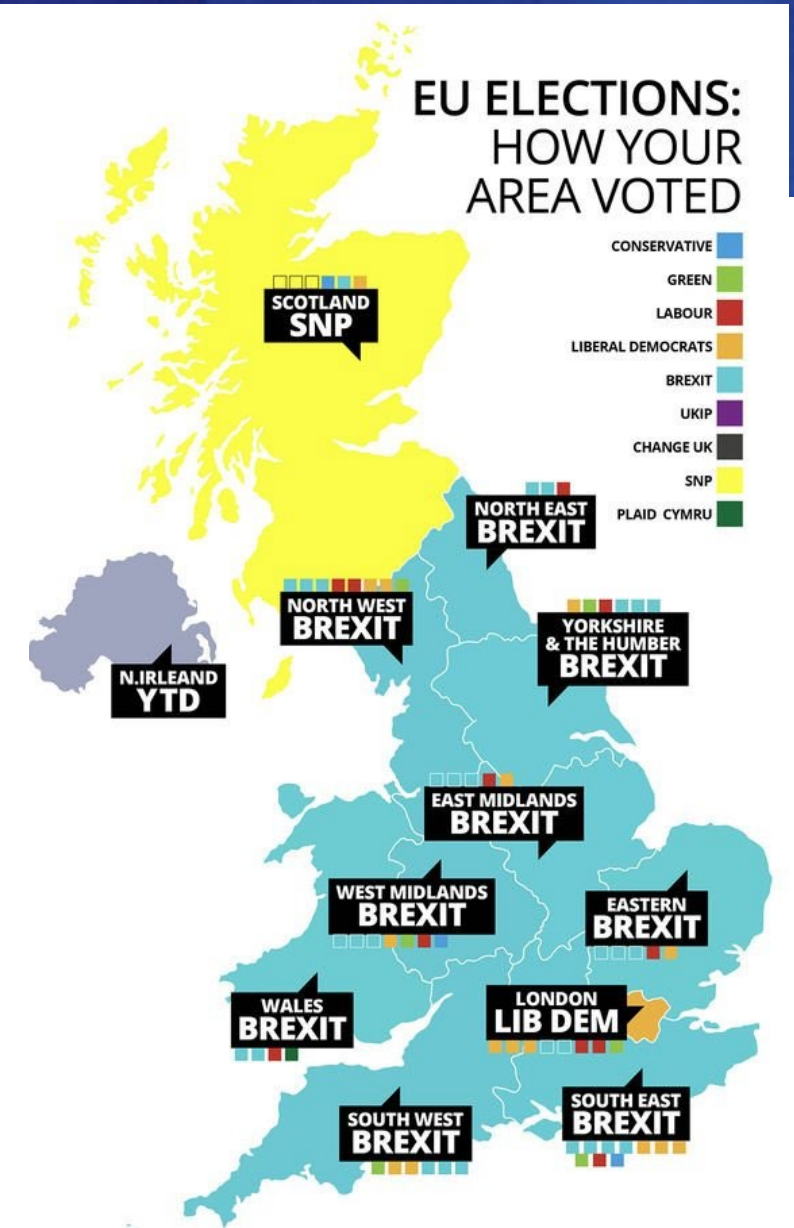 EU ELECTIONS:
HOW YOUR
AREA VOTED
CONSERVATIVE
GREEN
LABOUR
LIBERAL DEMOCRATS
BREXIT
UKIP
CHANGE UK
SNP
PLAID CYMRU
SCOTLAND
SNP
NORTH EAST
BREXIT
NORTH WEST
BREXIT
YORKSHIRE
& THE HUMBER
BREXIT
N.IRLEAND
YTD
EAST MIDLANDS
BREXIT
WEST MIDLANDS
BREXIT
EASTERN
BREXIT
WALES
BREXIT
LONDON
LIB DEM
SOUTH WEST
BREXIT
SOUTH EAST
BREXIT